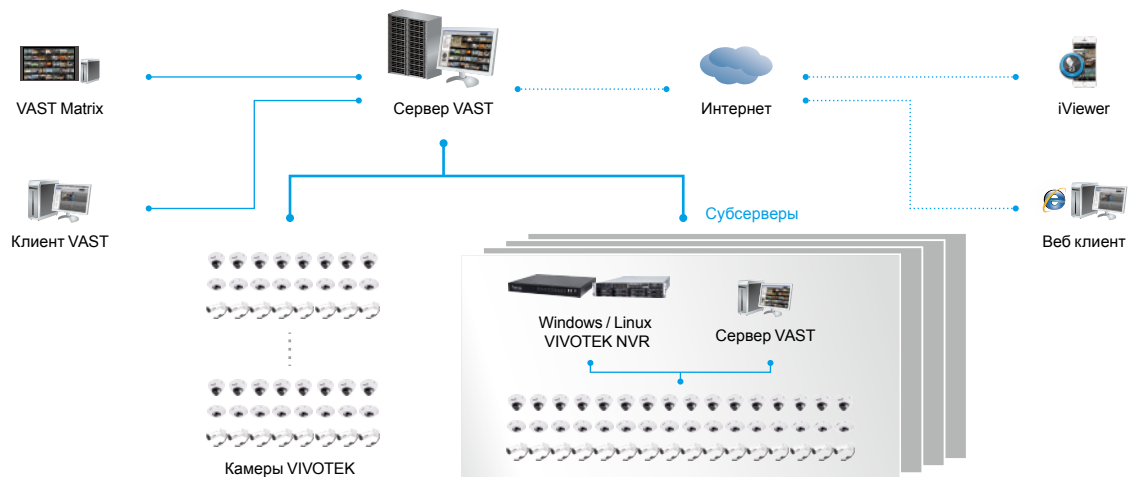 VAST Matrix
Сервер VAST
Интернет
iViewer
Клиент VAST
Субсерверы
Веб клиент
Windows / Linux
VIVOTEK NVR
Сервер VAST
Камеры VIVOTEK